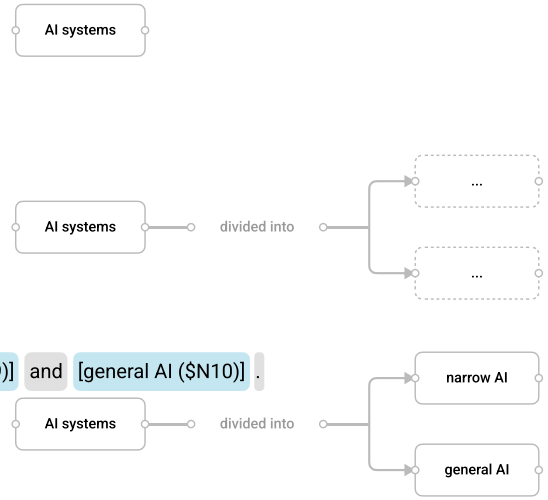 AI systems
...
AI systems divided into
...
)] and [general AI ($N10)] .
narrow AI
AI systems divided into
general AI